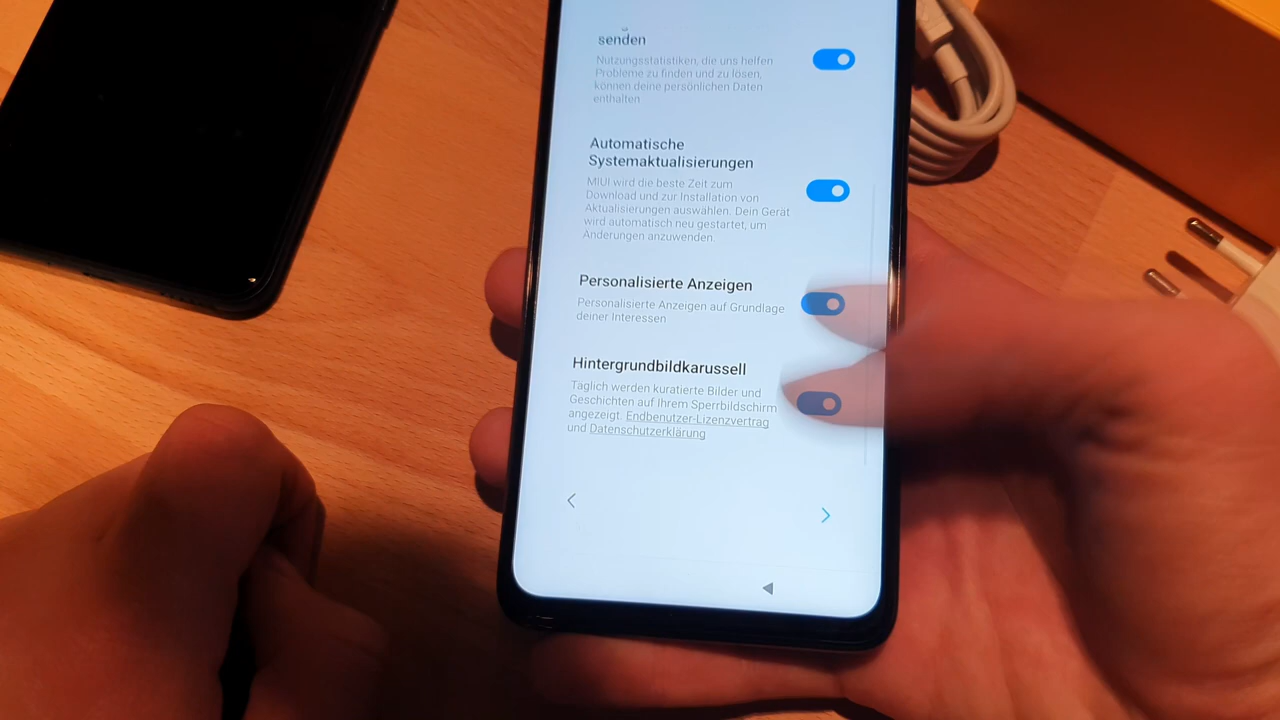 senden
Nutzungsstatistiken, die uns helfen
Probleme zu finden und zu lösen,
können deine persönlichen Daten
enthalten
Automatische
Systemaktualisierungen
MIUI wird die beste Zeit zum
Download und zur Installation von
Aktualisierungen auswählen. Dein Gerät
wird automatisch neu gestartet, um
Änderungen anzuwenden.
Personalisierte Anzeigen
Personalisierte Anzeigen auf Grundlage
deiner Interessen
Hintergrundbildkarussell
Täglich werden kuratierte Bilder und
Geschichten auf Ihrem Sperrbildschirm
angezeigt. Endbenutzer-Lizenzvertrag
und Datenschutzerklärung